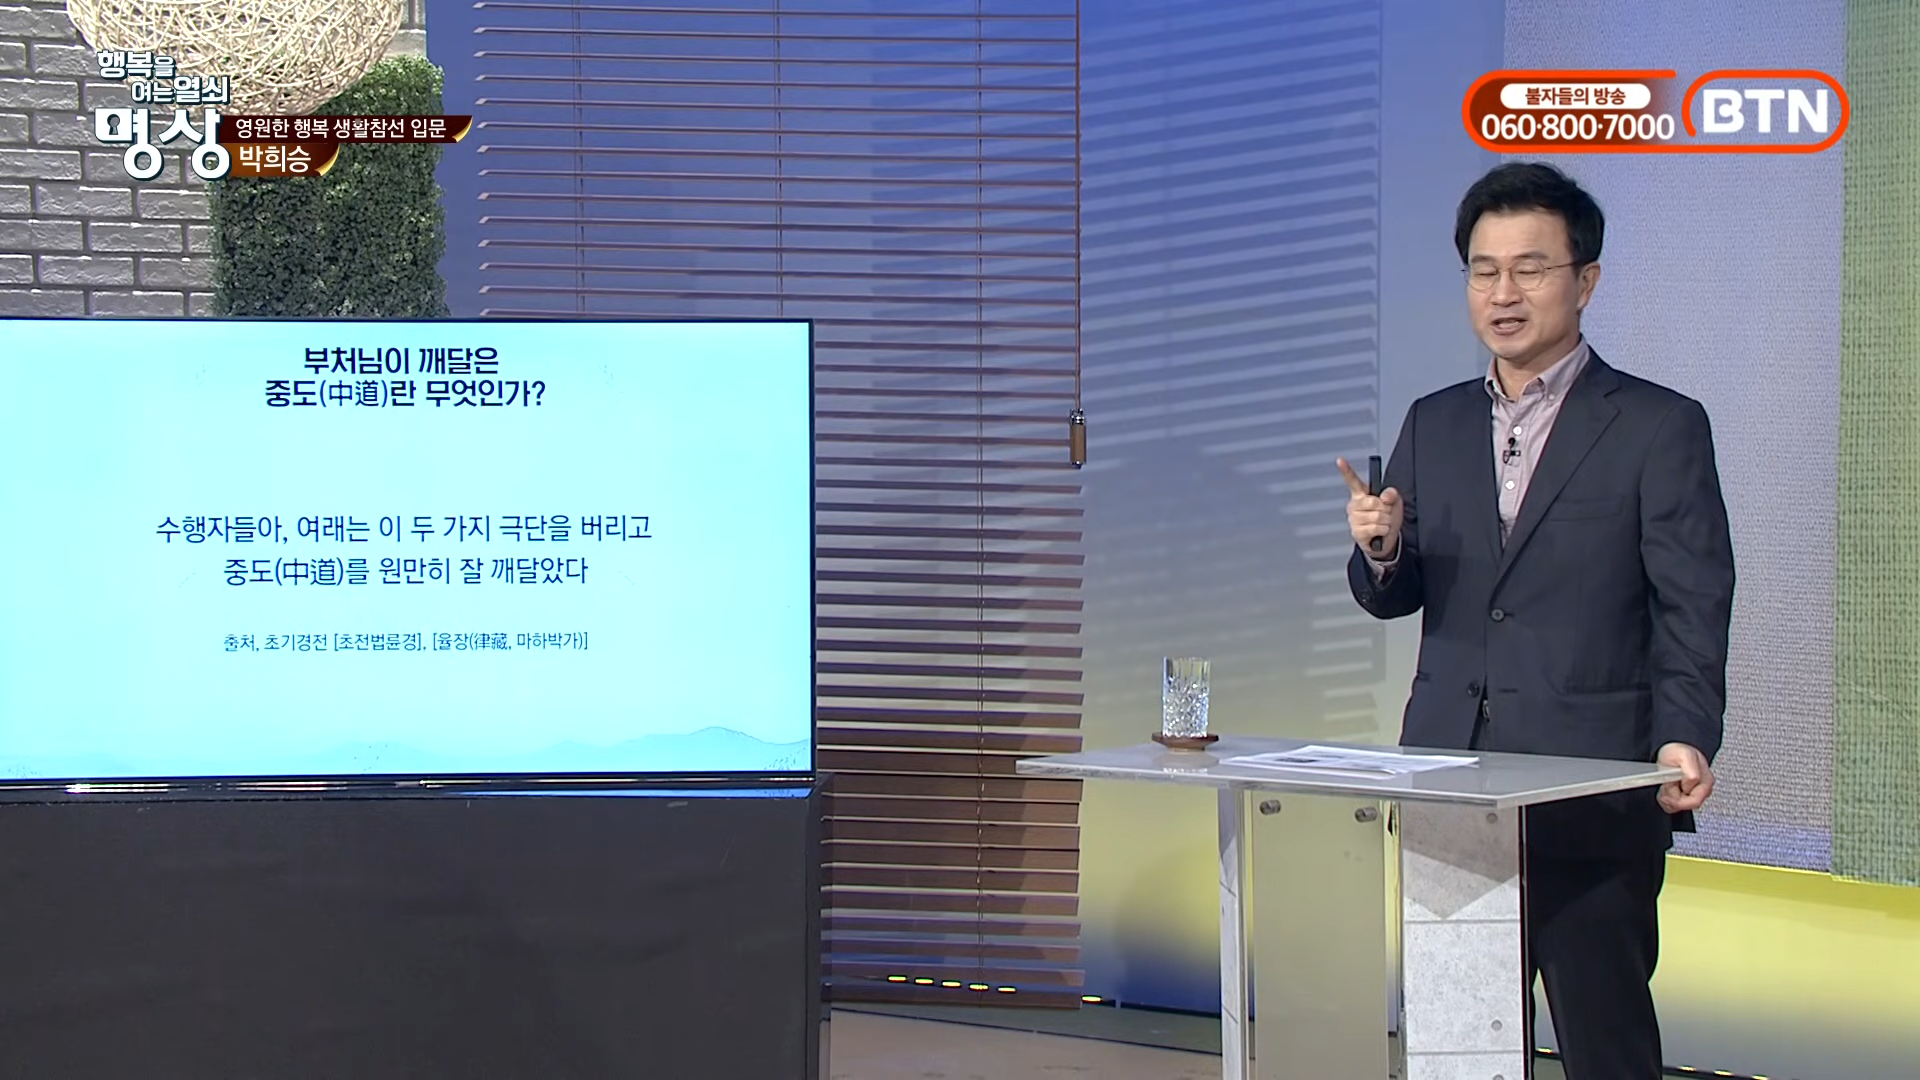 행복을
여는열쇠
명상
영원한 행복 생활참선 입문
박희승
불자들의 방송
060·800·7000
BTN
부처님이 깨달은
중도(中道)란 무엇인가?
수행자들아, 여래는 이 두 가지 극단을 버리고
중도(中道)를 원만히 잘 깨달았다
출처, 초기경전 [초전법륜경], [율장(律藏, 마하박가)]